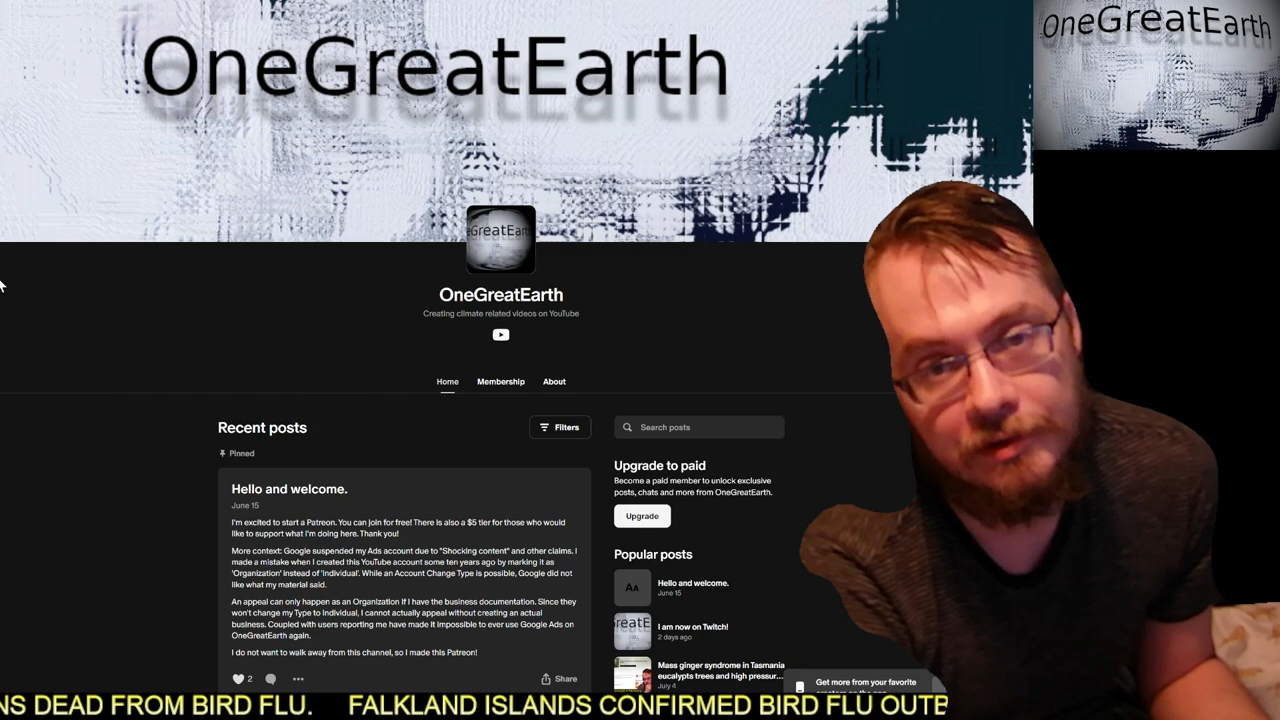 OneGreatEarth
OneGreatEarth
GreatEart
OneGreatEarth
Creating climate related videos on YouTube
Home
Membership
About
Recent posts
Filters
Pinned
Hello and welcome.
June 15
I'm excited to start a Patreon. You can join for free! There is also a $5 tier for those who would
like to support what I'm doing here. Thank you!
More context: Google suspended my Ads account due to "Shocking content" and other claims. I
made a mistake when I created this YouTube account some ten years ago by marking it as
'Organization' instead of 'Individual'. While an Account Change Type is possible, Google did not
like what my material said.
An appeal can only happen as an Organization if I have the business documentation. Since they
won't change my Type to Individual, I cannot actually appeal without creating an actual
business. Coupled with users reporting me have made it impossible to ever use Google Ads on
OneGreatEarth again.
I do not want to walk away from this channel, so I made this Patreon!
2
Share
Search posts
Upgrade to paid
Become a paid member to unlock exclusive
posts, chats and more from OneGreatEarth.
Upgrade
Popular posts
AA
Hello and welcome.
June 15
reatE
I am now on Twitch!
2 days ago
Mass ginger syndrome in Tasmania
eucalypts trees and high pressur...
July 4
Get more from your favorite
NS DEAD FROM BIRD FLU. FALKLAND ISLANDS CONFIRMED BIRD FLU OUTB